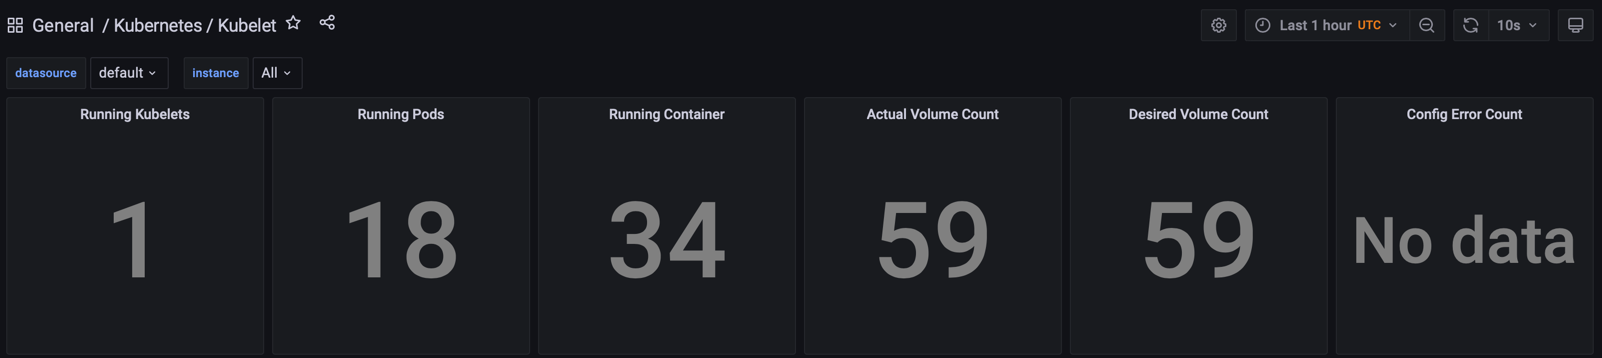 General / Kubernetes / Kubelet
Last 1 hour UTC
10s
datasource
default
instance
All
Running Kubelets
1
Running Pods
18
Running Container
34
Actual Volume Count
59
Desired Volume Count
59
Config Error Count
No data